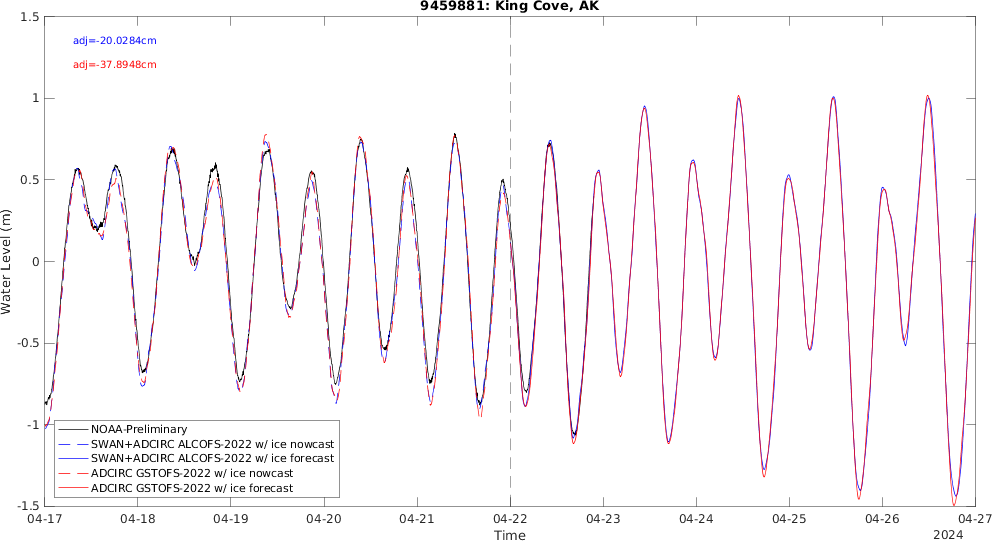 9459881: King Cove, AK
adj=-20.0284cm
adj=-37.8948cm
Water Level (m)
1.5
1
0.5
0
-0.5
-1
-1.5
NOAA-Preliminary
SWAN+ADCIRC ALCOFS-2022 w/ ice nowcast
SWAN+ADCIRC ALCOFS-2022 w/ ice forecast
ADCIRC GSTOFS-2022 w/ ice nowcast
ADCIRC GSTOFS-2022 w/ ice forecast
04-17 04-18 04-19 04-20 04-21 04-22 04-23 04-24 04-25 04-26 04-27
Time
2024